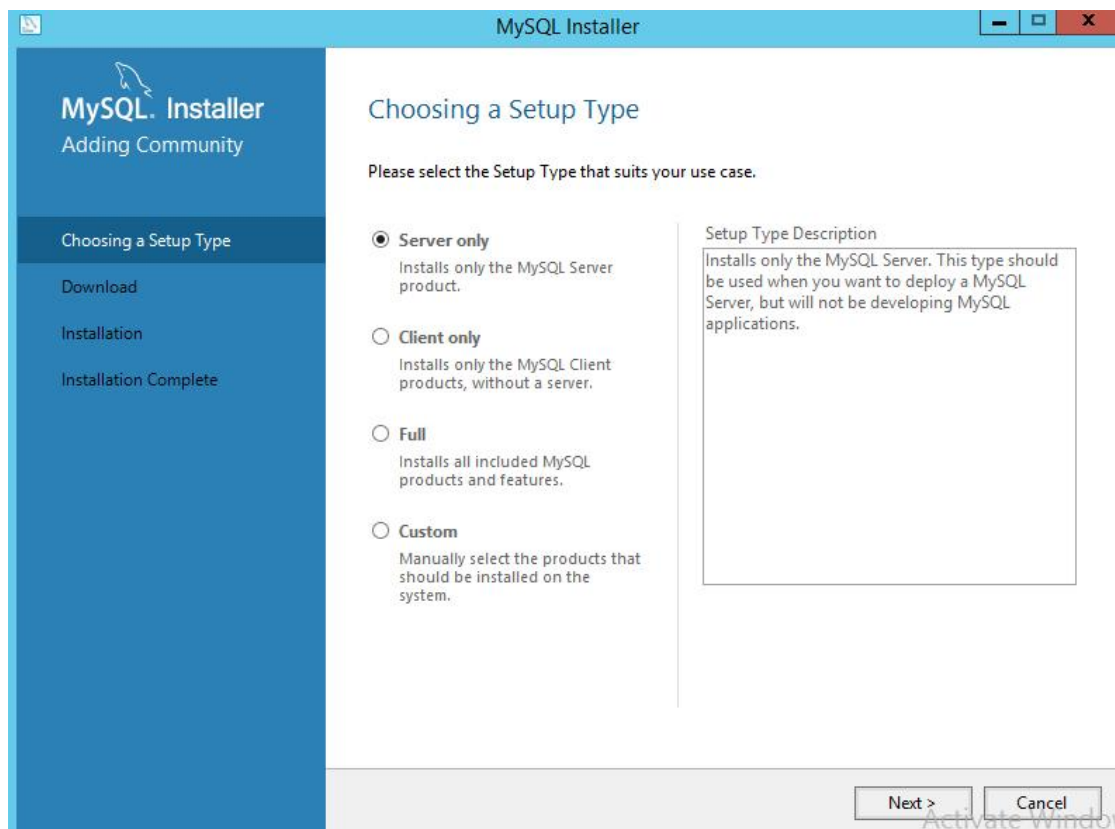 MySQL Installer
MySQL. Installer
Adding Community
Choosing a Setup Type
Download
Installation
Installation Complete
Choosing a Setup Type
Please select the Setup Type that suits your use case.
Server only
Installs only the MySQL Server
product.
Client only
Installs only the MySQL Client
products, without a server.
Full
Installs all included MySQL
products and features.
Custom
Manually select the products that
should be installed on the
system.
Setup Type Description
Installs only the MySQL Server. This type should
be used when you want to deploy a MySQL
Server, but will not be developing MySQL
applications.
Next >
Cancel
Activate Windo